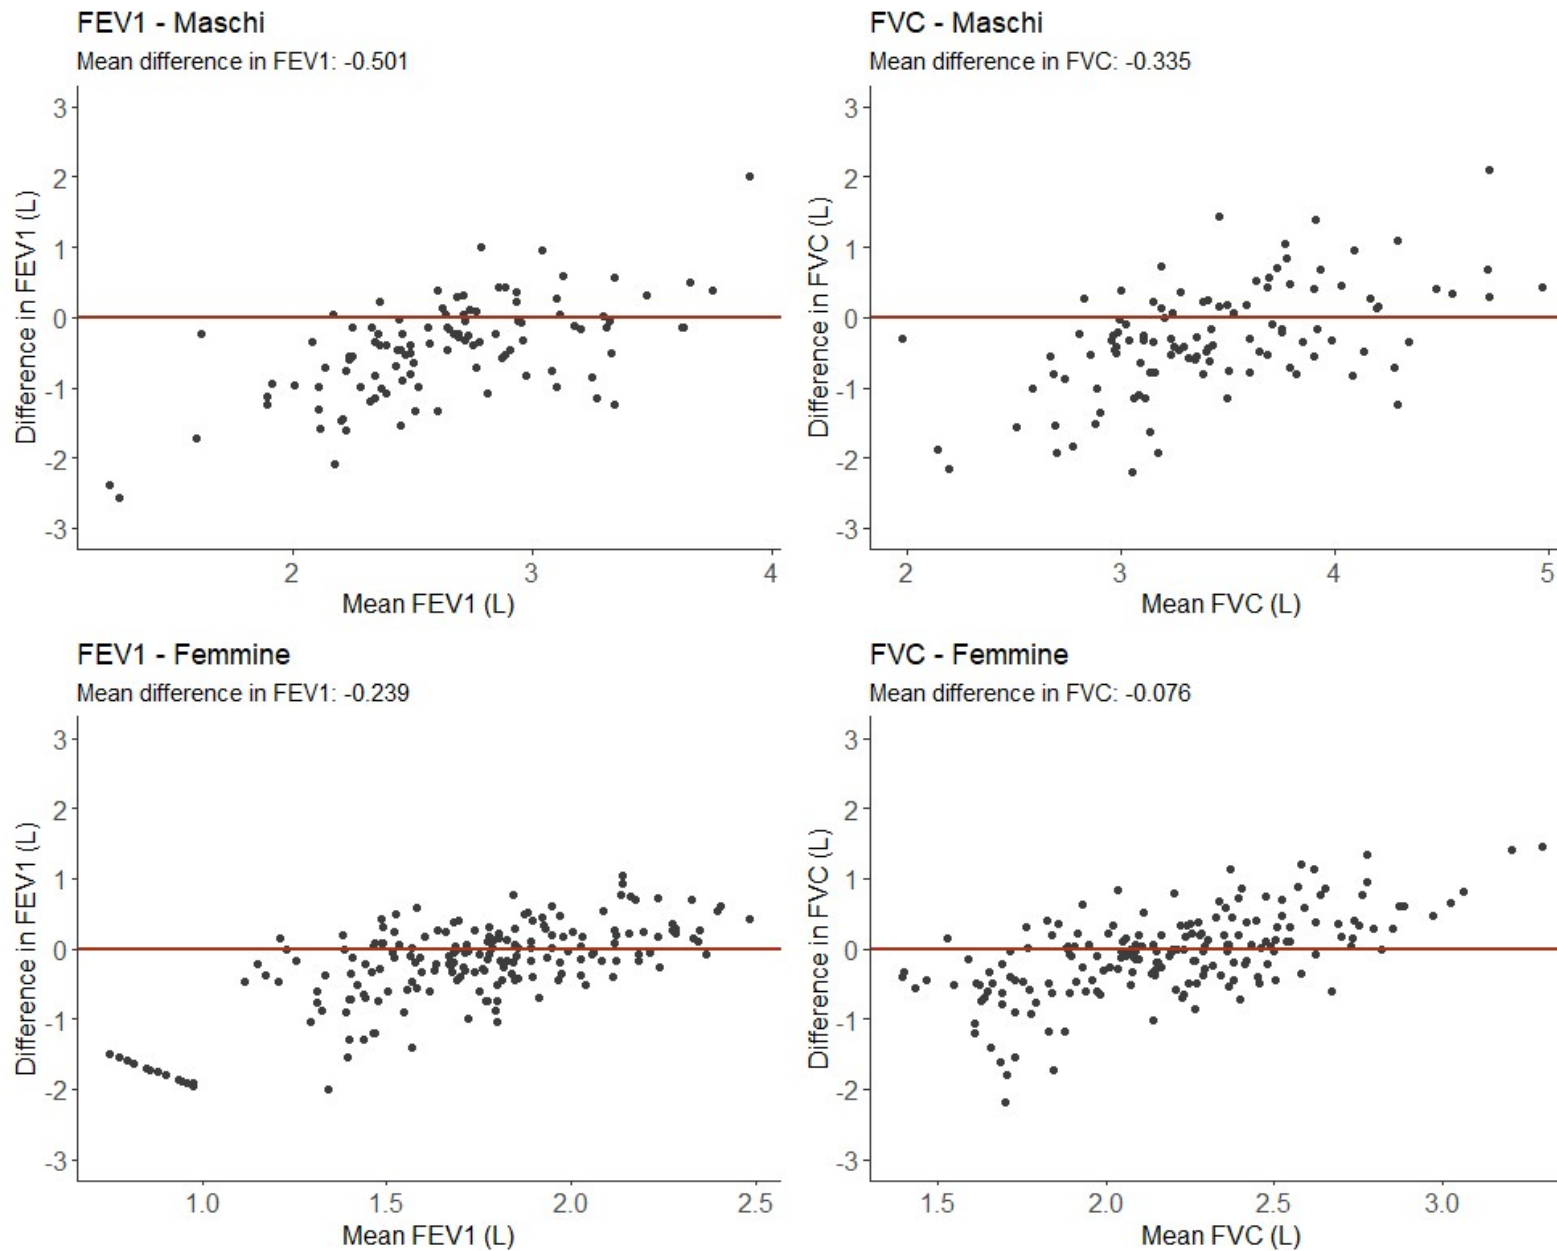 FEV1 - Maschi
Mean difference in FEV1: -0.501
3
2
1
0
-1
-2
-3
Difference in FEV1 (L)
2
3
4
Mean FEV1 (L)
FVC - Maschi
Mean difference in FVC: -0.335
3
2
1
0
-1
-2
-3
Difference in FVC (L)
2
3
4
5
Mean FVC (L)
FEV1 - Femmine
Mean difference in FEV1: -0.239
3
2
1
0
-1
-2
-3
Difference in FEV1 (L)
1.0
1.5
2.0
2.5
Mean FEV1 (L)
FVC - Femmine
Mean difference in FVC: -0.076
3
2
1
0
-1
-2
-3
Difference in FVC (L)
1.5
2.0
2.5
3.0
Mean FVC (L)